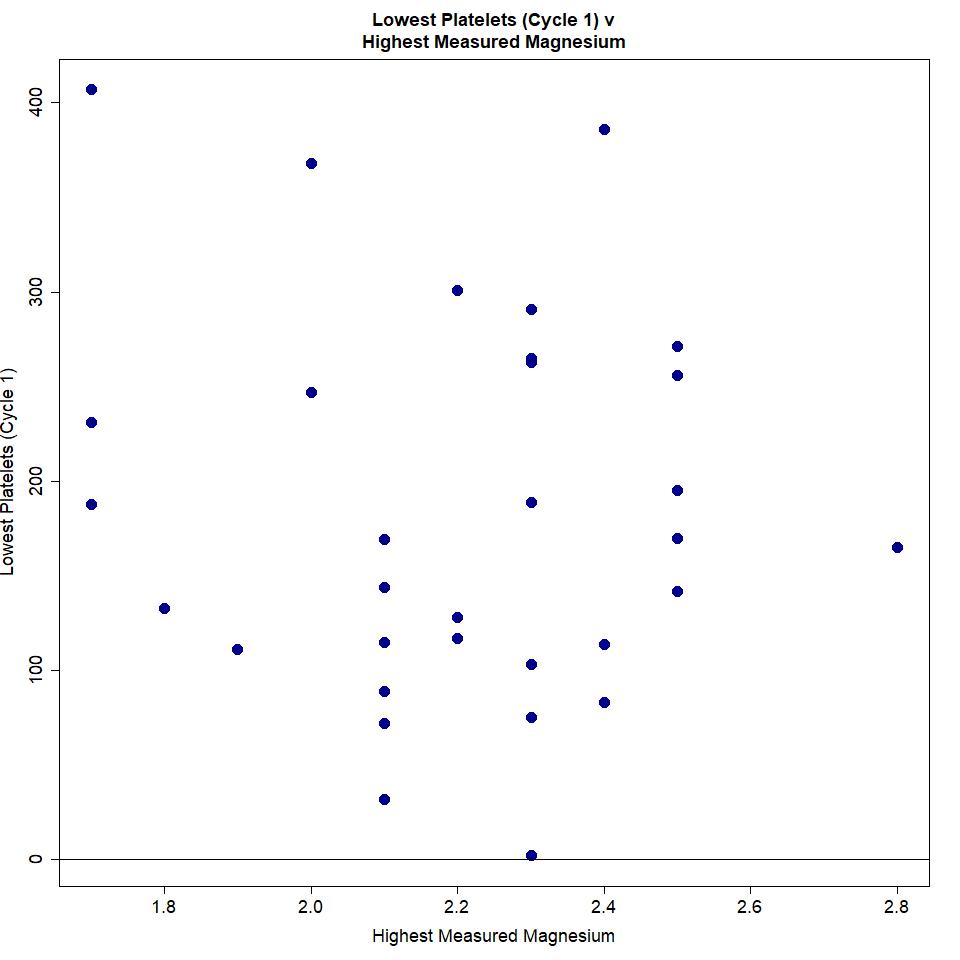 Lowest Platelets (Cycle 1) v
Highest Measured Magnesium
Lowest Platelets (Cycle 1)
400
300
200
100
0
1.8
2.0
2.2
2.4
2.6
2.8
Highest Measured Magnesium